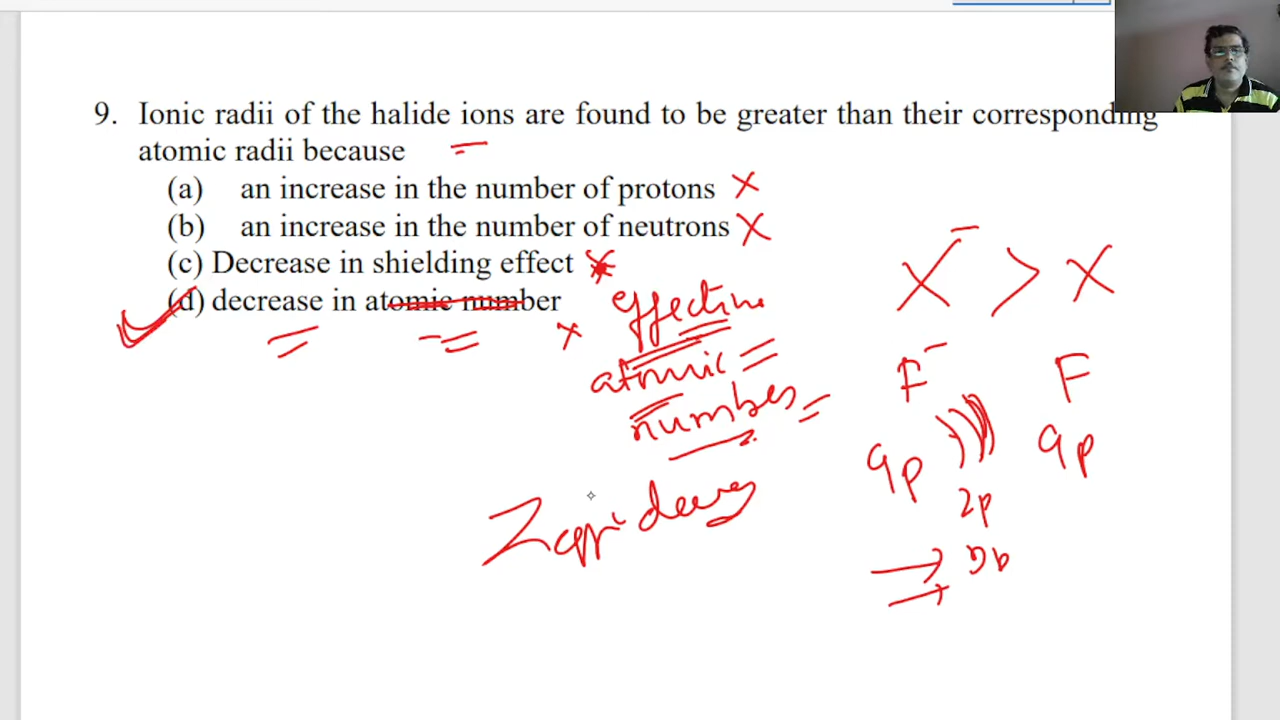 9. Ionic radii of the halide ions are found to be greater than their corresponding
atomic radii because
(a) an increase in the number of protons
(b) an increase in the number of neutrons
(c) Decrease in shielding effect
(d) decrease in atomic number
effective
atomic
number
X⁻ > X
F⁻ F
9p 9p
2p